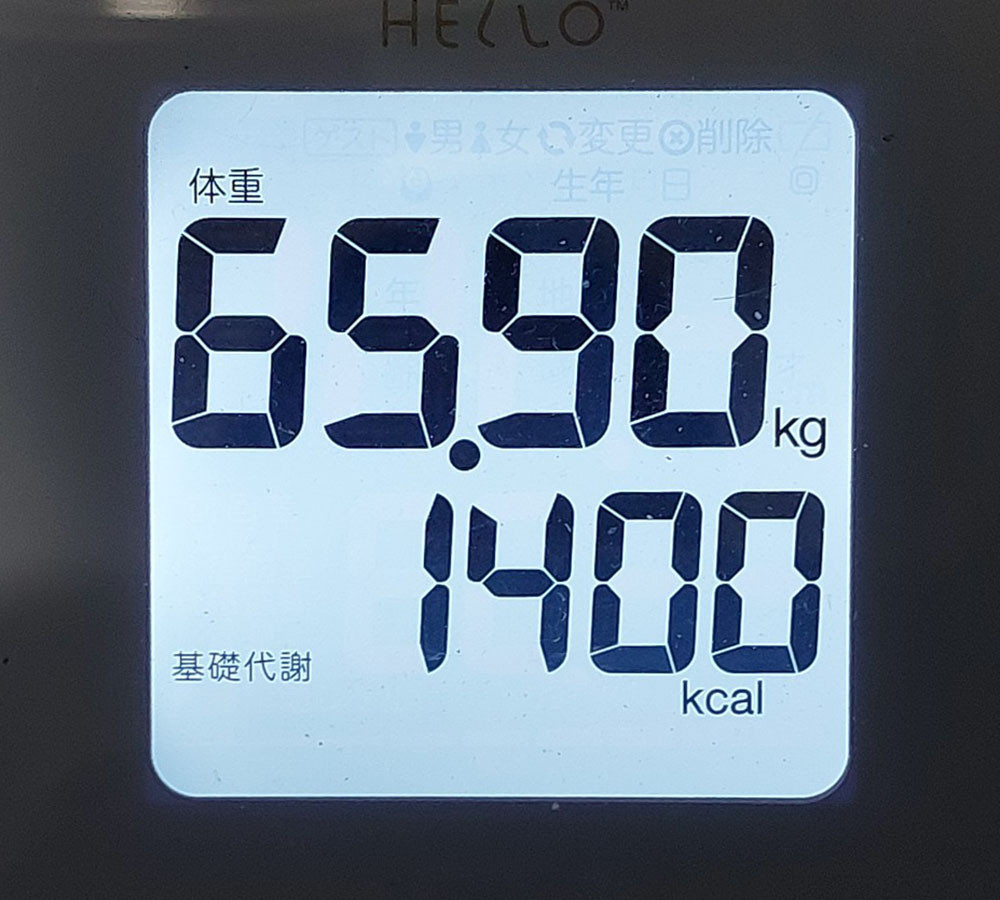 HELLO™
ゲスト 男 女 変更 削除
生年 日
体重
65.90 kg
1400
基礎代謝
kcal